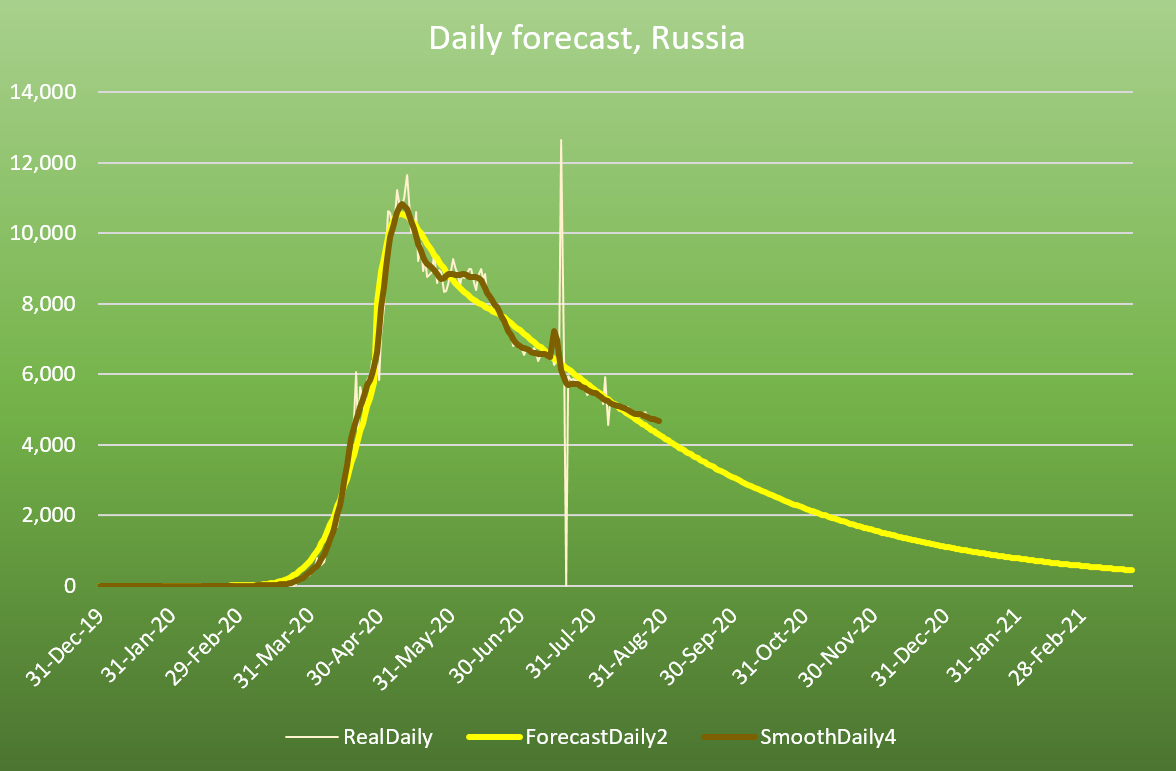 Daily forecast, Russia
14,000
12,000
10,000
8,000
6,000
4,000
2,000
0
31-Dec-19
31-Jan-20
29-Feb-20
31-Mar-20
30-Apr-20
31-May-20
30-Jun-20
31-Jul-20
31-Aug-20
30-Sep-20
31-Oct-20
30-Nov-20
31-Dec-20
31-Jan-21
28-Feb-21
RealDaily ForecastDaily2 SmoothDaily4